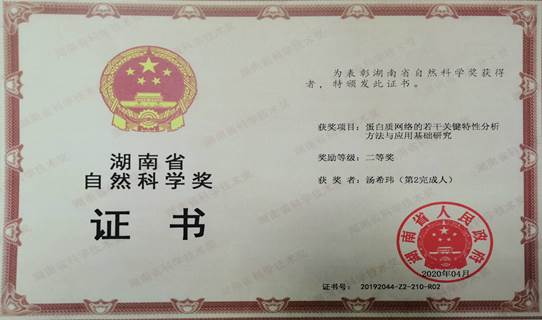 湖南省
自然科学奖
证书
为表彰湖南省自然科学奖获得
者，特颁发此证书。
获奖项目：蛋白质网络的若干关键特性分析
方法与应用基础研究
奖励等级：二等奖
获 奖 者：汤希玮（第2完成人）
湖南省人民政府
2020年04月
证书号：20192044-Z2-210-R02